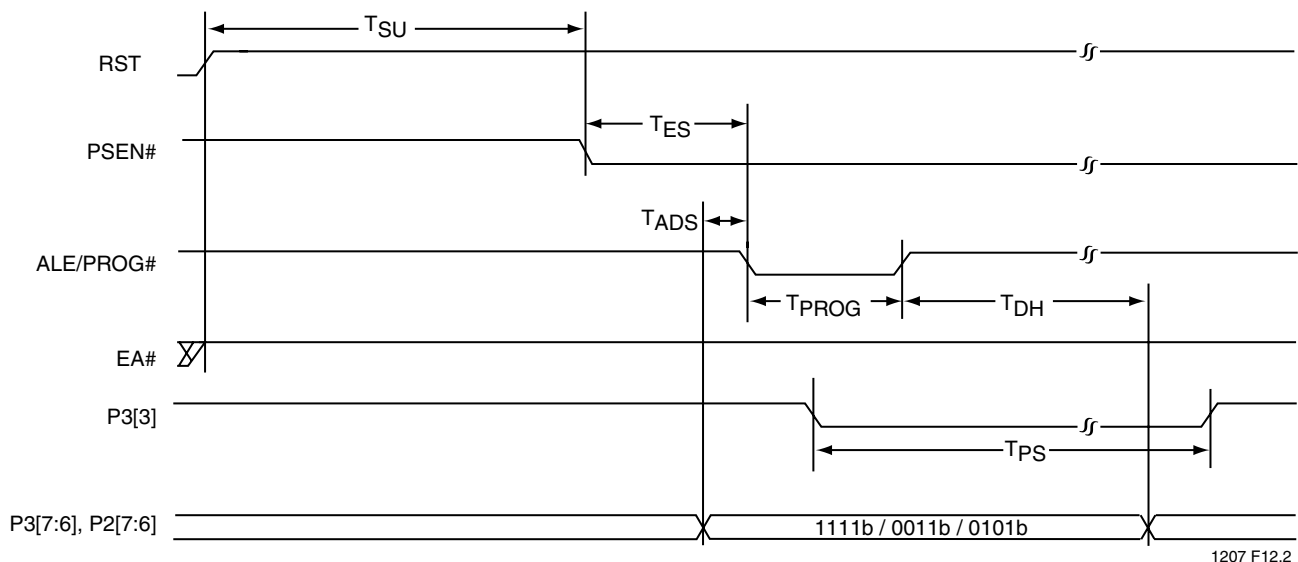 TSU
RST
TES
PSEN#
TADS
ALE/PROG#
TPROG
TDH
EA#
P3[3]
TPS
P3[7:6], P2[7:6]
1111b / 0011b / 0101b
1207 F12.2